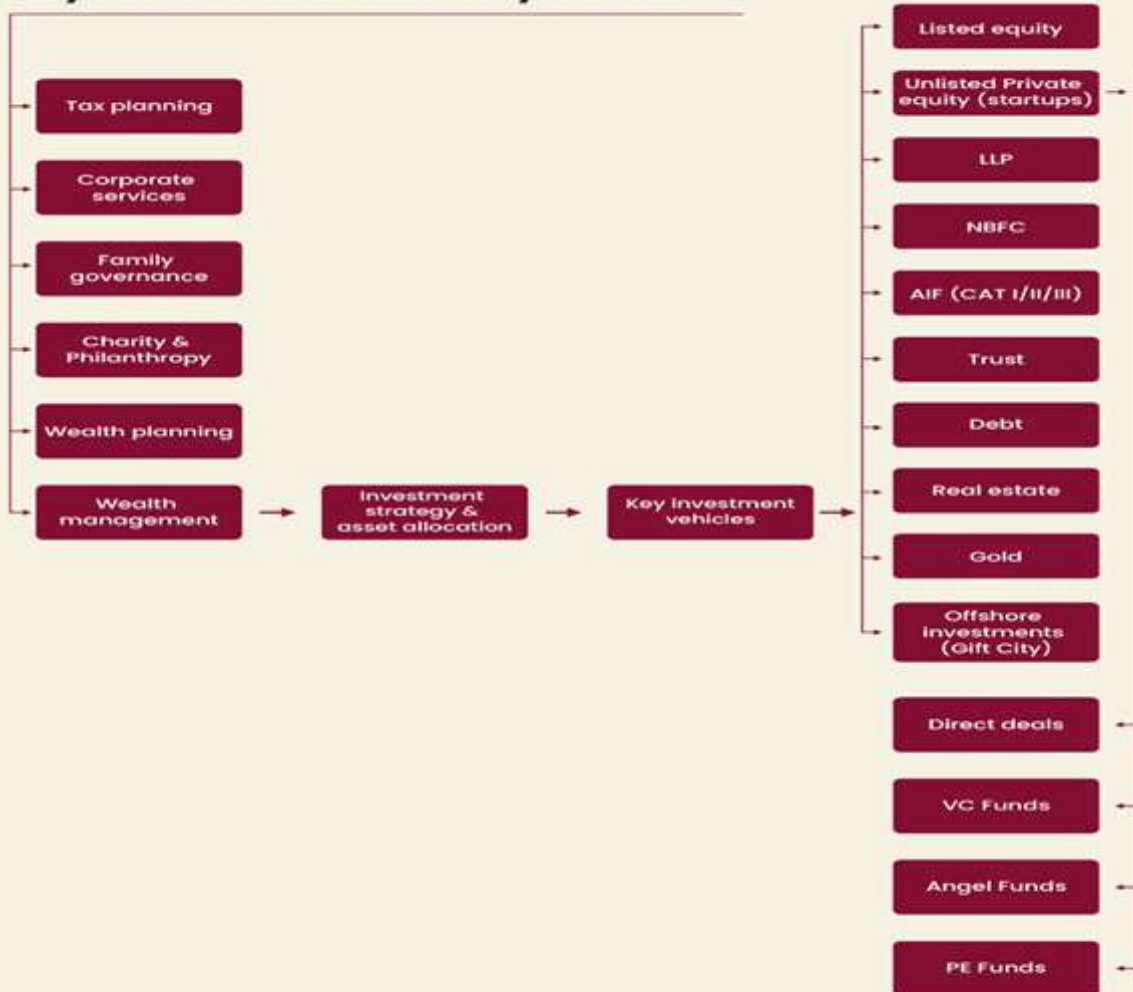 Tax planning
Corporate
services
Family
governance
Charity &
Philanthropy
Wealth planning
Wealth
management
Investment
strategy &
asset allocation
Key investment
vehicles
Listed equity
Unlisted Private
equity (startups)
LLP
NBFC
AIF (CAT I/II/III)
Trust
Debt
Real estate
Gold
Offshore
investments
(Gift City)
Direct deals
VC Funds
Angel Funds
PE Funds